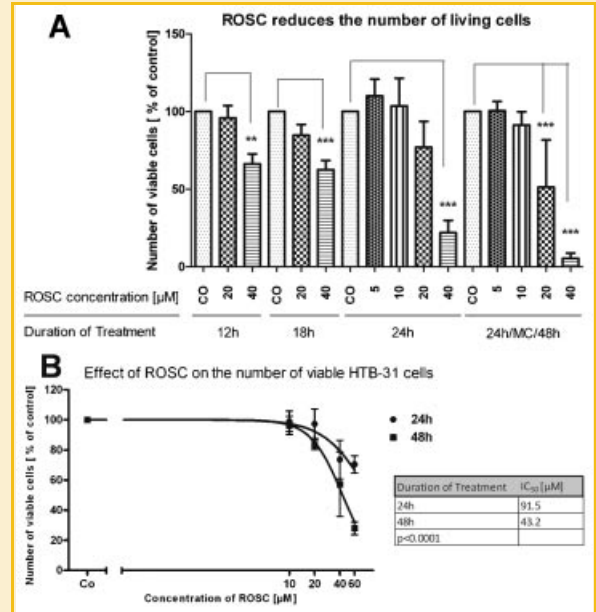 A
ROSC reduces the number of living cells
Number of viable cells [ % of control]
150
100
50
0
** *** *** *** ***
ROSC concentration [µM] CO 20 40 CO 20 40 CO 5 10 20 40 CO 5 10 20 40
Duration of Treatment 12h 18h 24h 24h/MC/48h
B
Effect of ROSC on the number of viable HTB-31 cells
Number of viable cells [ % of control]
120
100
80
60
40
20
0
24h
48h
Co 10 20 40 60
Concentration of ROSC [µM]
Duration of Treatment IC50 [µM]
24h 91.5
48h 43.2
p<0.0001